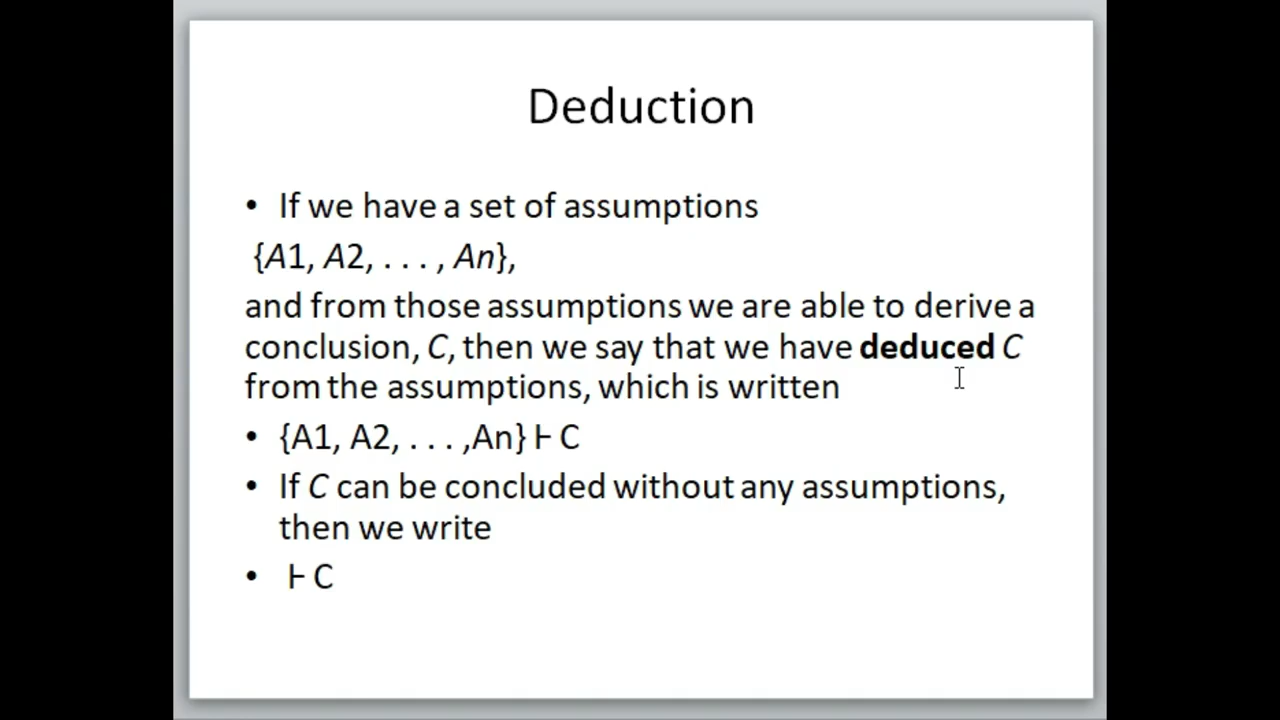 Deduction
• If we have a set of assumptions
{A1, A2, . . . , An},
and from those assumptions we are able to derive a
conclusion, C, then we say that we have deduced C
from the assumptions, which is written
• {A1, A2, . . . ,An} ⊦ C
• If C can be concluded without any assumptions,
then we write
• ⊦ C